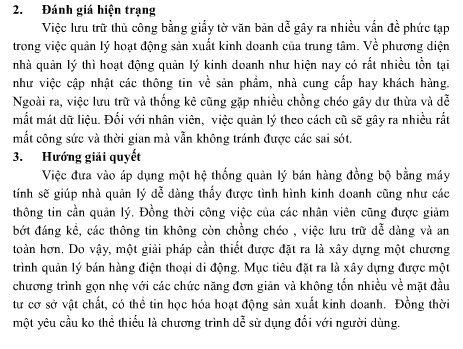 2. Đánh giá hiện trạng
Việc lưu trữ thủ công bằng giấy tờ văn bản dễ gây ra nhiều vấn đề phức tạp
trong việc quản lý hoạt động sản xuất kinh doanh của trung tâm. Về phương diện
nhà quản lý thì hoạt động quản lý kinh doanh như hiện nay có rất nhiều tồn tại
như việc cập nhật các thông tin về sản phẩm, nhà cung cấp hay khách hàng.
Ngoài ra, việc lưu trữ và thống kê cũng gặp nhiều chồng chéo gây dư thừa và dễ
mất mát dữ liệu. Đối với nhân viên, việc quản lý theo cách cũ sẽ gây ra nhiều rất
mất công sức và thời gian mà vẫn không tránh được các sai sót.
3. Hướng giải quyết
Việc đưa vào áp dụng một hệ thống quản lý bán hàng đồng bộ bằng máy
tính sẽ giúp nhà quản lý dễ dàng thấy được tình hình kinh doanh cũng như các
thông tin cần quản lý. Đồng thời công việc của các nhân viên cũng được giảm
bớt đáng kể, các thông tin không còn chồng chéo , việc lưu trữ dễ dàng và an
toàn hơn. Do vậy, một giải pháp cần thiết được đặt ra là xây dựng một chương
trình quản lý bán hàng điện thoại di động. Mục tiêu đặt ra là xây dựng được một
chương trình gọn nhẹ với các chức năng đơn giản và không tốn nhiều về mặt đầu
tư cơ sở vật chất, có thể tin học hóa hoạt động sản xuất kinh doanh. Đồng thời
một yêu cầu ko thể thiếu là chương trình dễ sử dụng đối với người dùng.